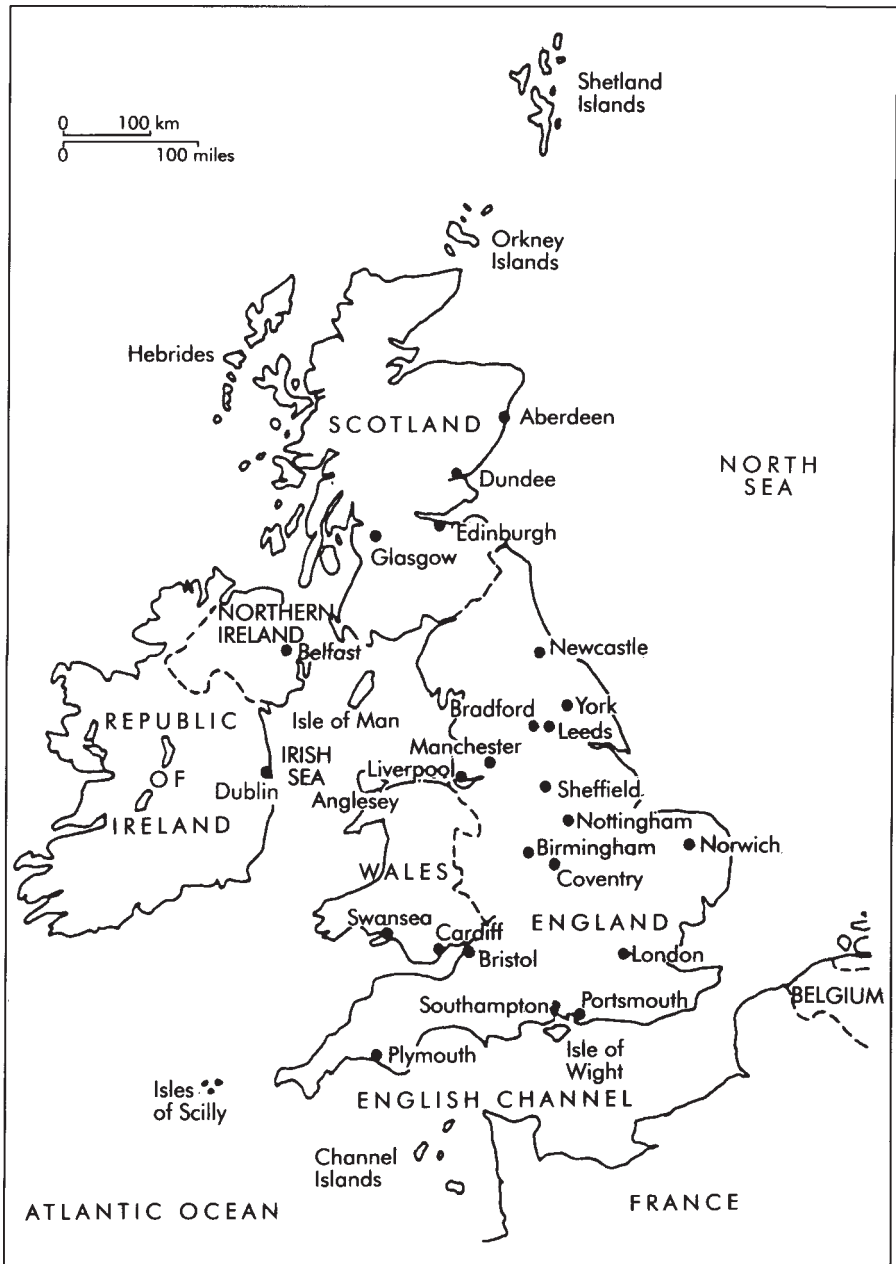 Shetland
Islands
0 100 km
0 100 miles
Orkney
Islands
Hebrides
SCOTLAND
Aberdeen
NORTH
SEA
Dundee
Edinburgh
Glasgow
NORTHERN
IRELAND
Belfast
Newcastle
Isle of Man
York
Bradford
Leeds
REPUBLIC
OF
IRELAND
IRISH
SEA
Dublin
Manchester
Liverpool
Anglesey
Sheffield
Nottingham
Birmingham
Norwich
Coventry
WALES
ENGLAND
Swansea
Cardiff
Bristol
London
BELGIUM
Southampton
Portsmouth
Plymouth
Isle of
Wight
Isles
of Scilly
ENGLISH CHANNEL
Channel
Islands
ATLANTIC OCEAN
FRANCE